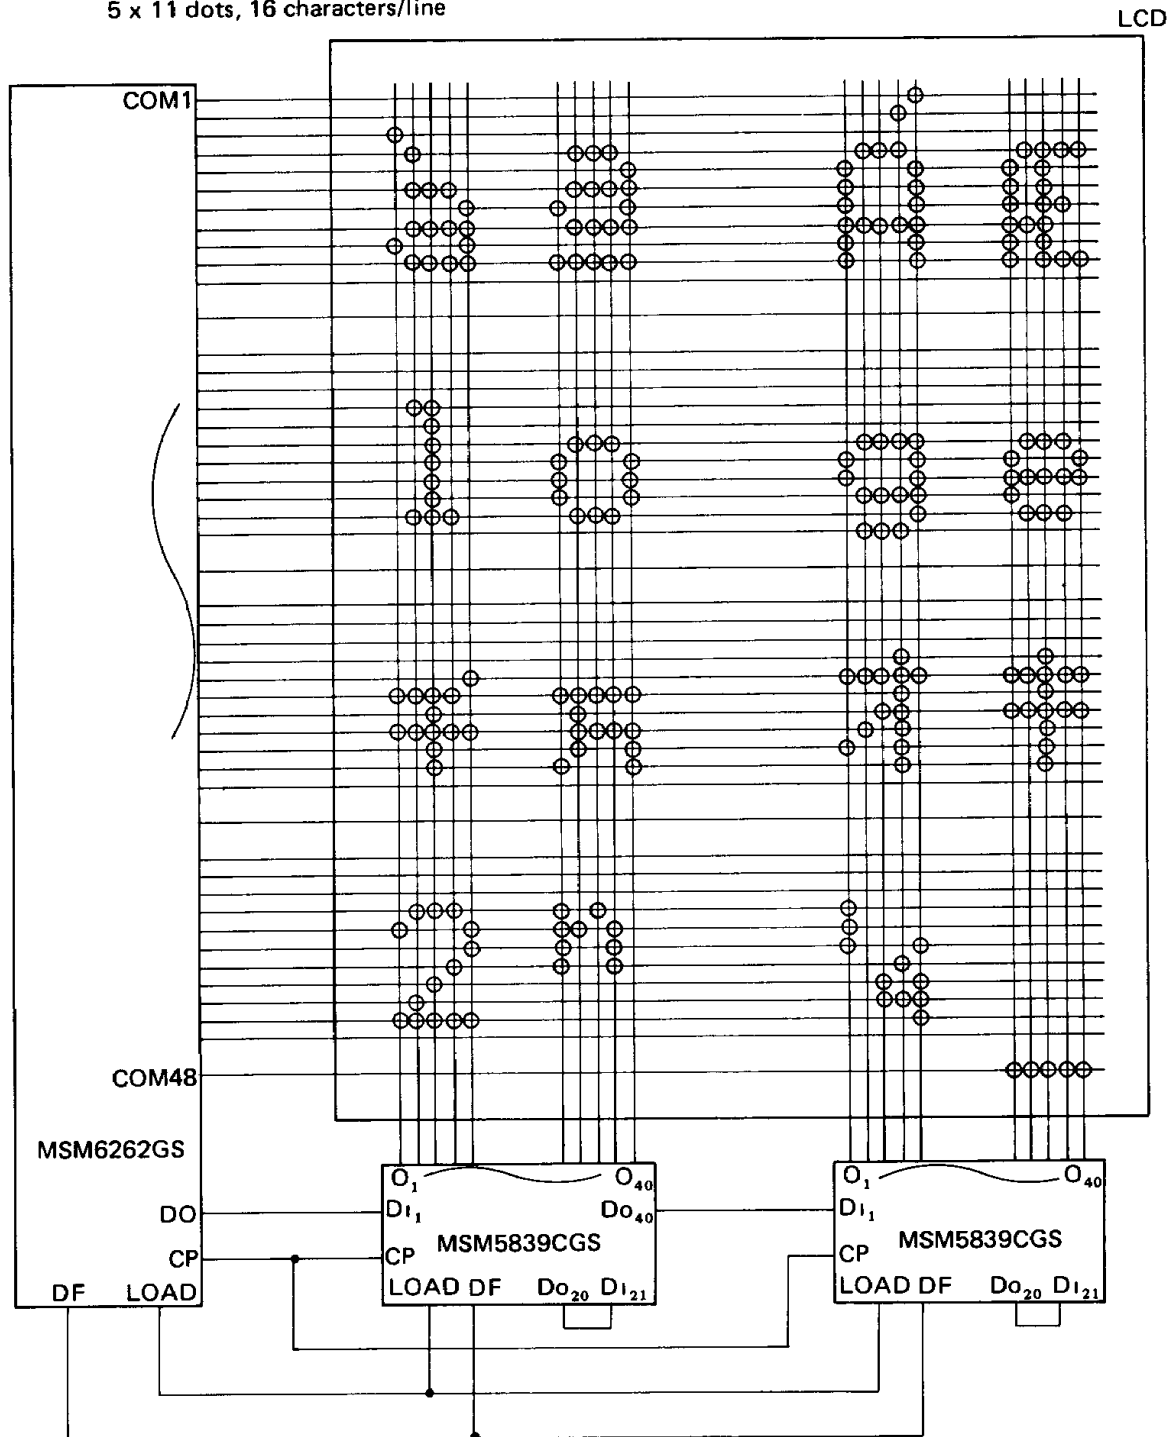 5 x 11 dots, 16 characters/line
LCD
COM1
COM48
MSM6262GS
DO
CP
DF LOAD
O₁ O₄₀
DI₁ DO₄₀
MSM5839CGS
CP
LOAD DF DO₂₀ DI₂₁
O₁ O₄₀
DI₁
MSM5839CGS
CP
LOAD DF DO₂₀ DI₂₁